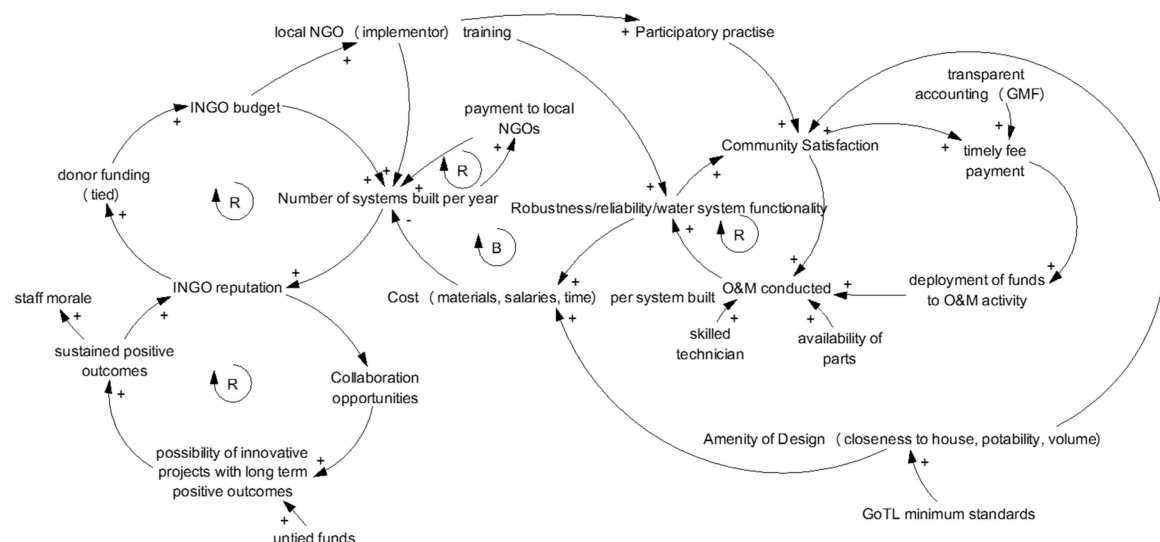 local NGO (implementor) training
+ Participatory practise
+
transparent
accounting (GMF)
INGO budget
+
payment to local
NGOs
+
+
+
+
Community Satisfaction
+
timely fee
payment
donor funding
(tied)
R
R
+
+
+
+
+
Number of systems built per year
-
Robustness/reliability/water system functionality
+
+
R
B
INGO reputation
+
+
+
+
+
Cost (materials, salaries, time) per system built
O&M conducted
+
deployment of funds
to O&M activity
+
staff morale
+
+
skilled
technician
+
+
availability of
parts
sustained positive
outcomes
R
+
Collaboration
opportunities
Amenity of Design (closeness to house, potability, volume)
+
possibility of innovative
projects with long term
positive outcomes
+
+
untied funds
GoTL minimum standards